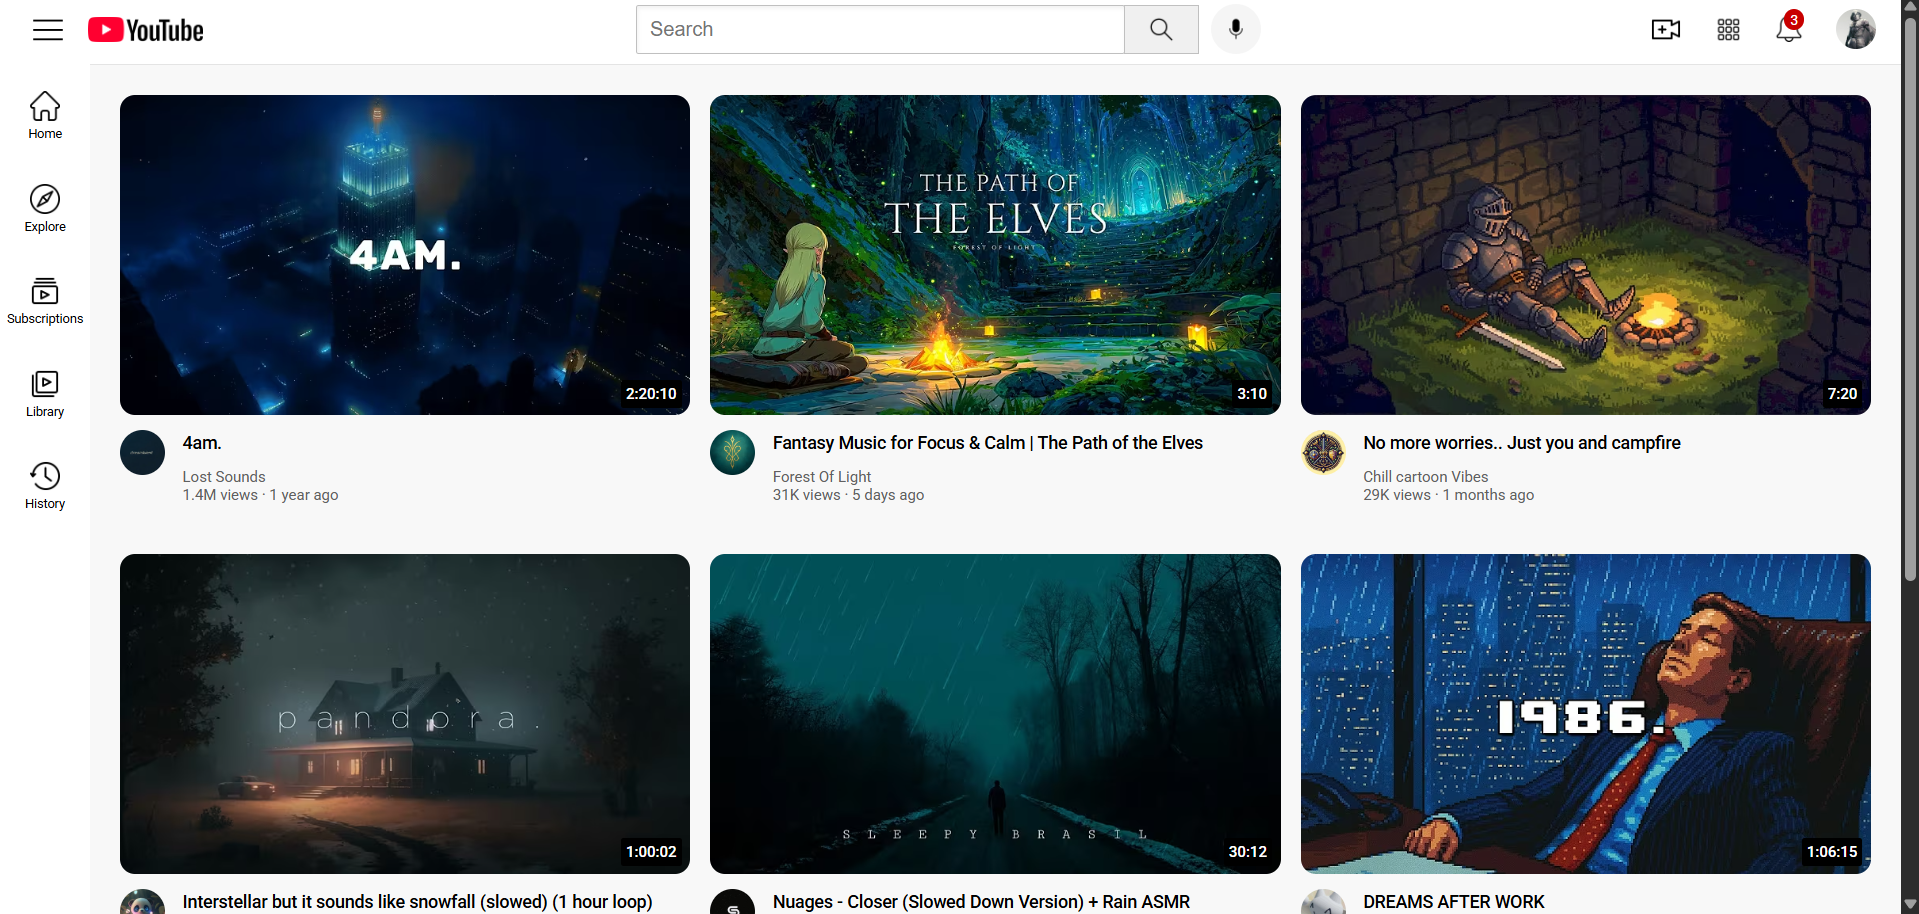 YouTube
Search
3
Home
Explore
Subscriptions
Library
History
4AM.
2:20:10
4am.
Lost Sounds
1.4M views · 1 year ago
THE PATH OF
THE ELVES
FOREST OF LIGHT
3:10
Fantasy Music for Focus & Calm | The Path of the Elves
Forest Of Light
31K views · 5 days ago
7:20
No more worries.. Just you and campfire
Chill cartoon Vibes
29K views · 1 months ago
pandora.
1:00:02
Interstellar but it sounds like snowfall (slowed) (1 hour loop)
SLEEPY BRASIL
30:12
Nuages - Closer (Slowed Down Version) + Rain ASMR
1986.
1:06:15
DREAMS AFTER WORK